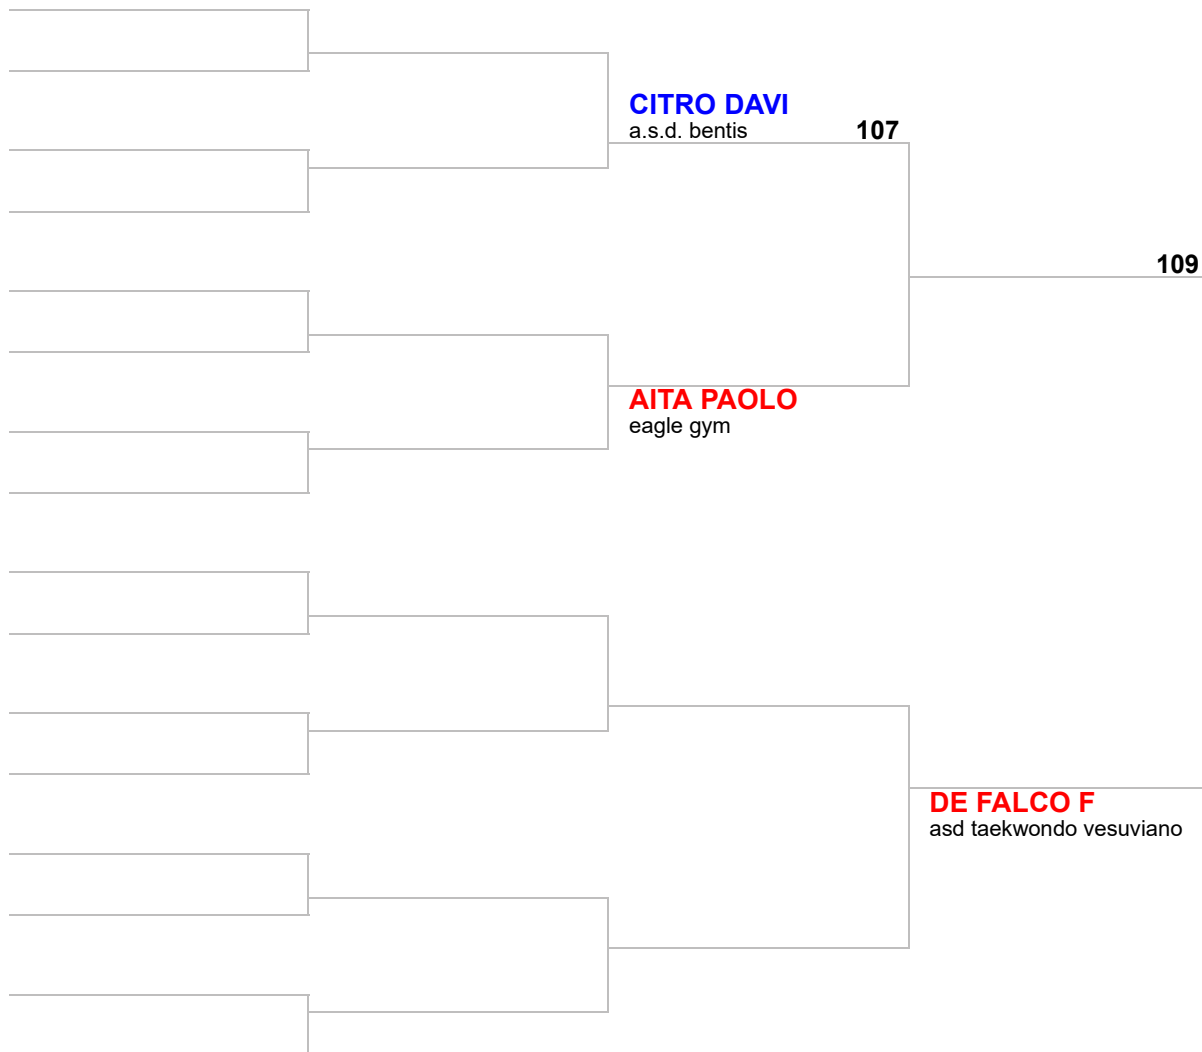 CITRO DAVI
a.s.d. bentis
107
109
AITA PAOLO
eagle gym
DE FALCO F
asd taekwondo vesuviano